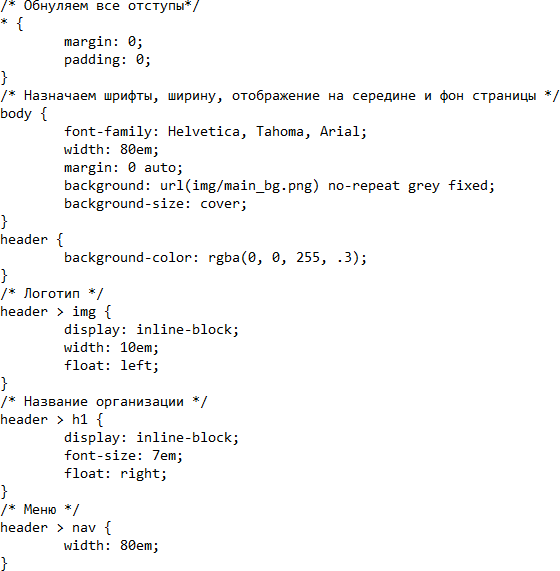 /* Обнуляем все отступы*/
* {
        margin: 0;
        padding: 0;
}
/* Назначаем шрифты, ширину, отображение на середине и фон страницы */
body {
        font-family: Helvetica, Tahoma, Arial;
        width: 80em;
        margin: 0 auto;
        background: url(img/main_bg.png) no-repeat grey fixed;
        background-size: cover;
}
header {
        background-color: rgba(0, 0, 255, .3);
}
/* Логотип */
header > img {
        display: inline-block;
        width: 10em;
        float: left;
}
/* Название организации */
header > h1 {
        display: inline-block;
        font-size: 7em;
        float: right;
}
/* Меню */
header > nav {
        width: 80em;
}